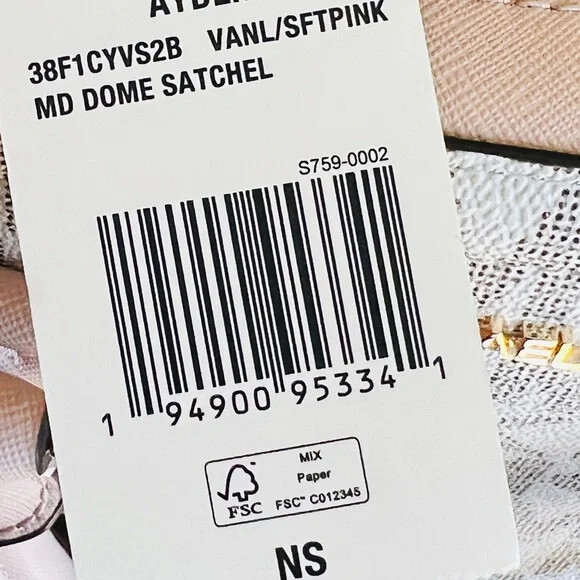 38F1CYVS2B VANL/SFTPINK
MD DOME SATCHEL
S759-0002
1 94900 95334 1
MIX
Paper
FSC™ C012345
FSC
NS